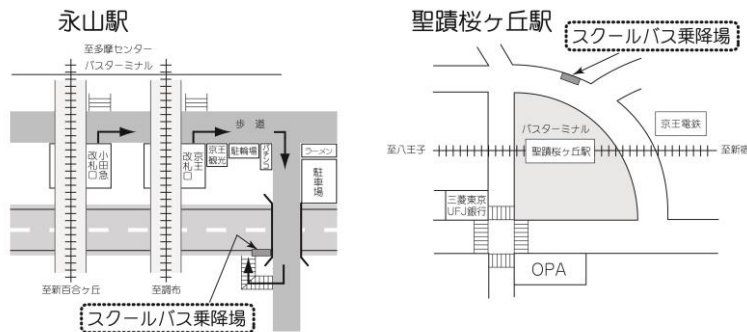 永山駅
至多摩センター
バスターミナル
歩道
小田急
改札口
京王
改札口
京王
観光
駐輪場
パチンコ
ラーメン
駐車場
至新百合ヶ丘
至調布
スクールバス乗降場
聖蹟桜ヶ丘駅
スクールバス乗降場
バスターミナル
京王電鉄
至八王子
聖蹟桜ヶ丘駅
至新宿
三菱東京
UFJ銀行
OPA